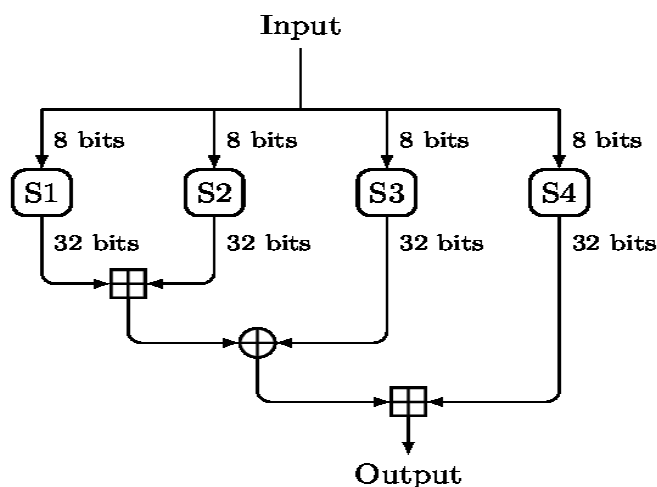 Input
8 bits 8 bits 8 bits 8 bits
S1 S2 S3 S4
32 bits 32 bits 32 bits 32 bits
Output